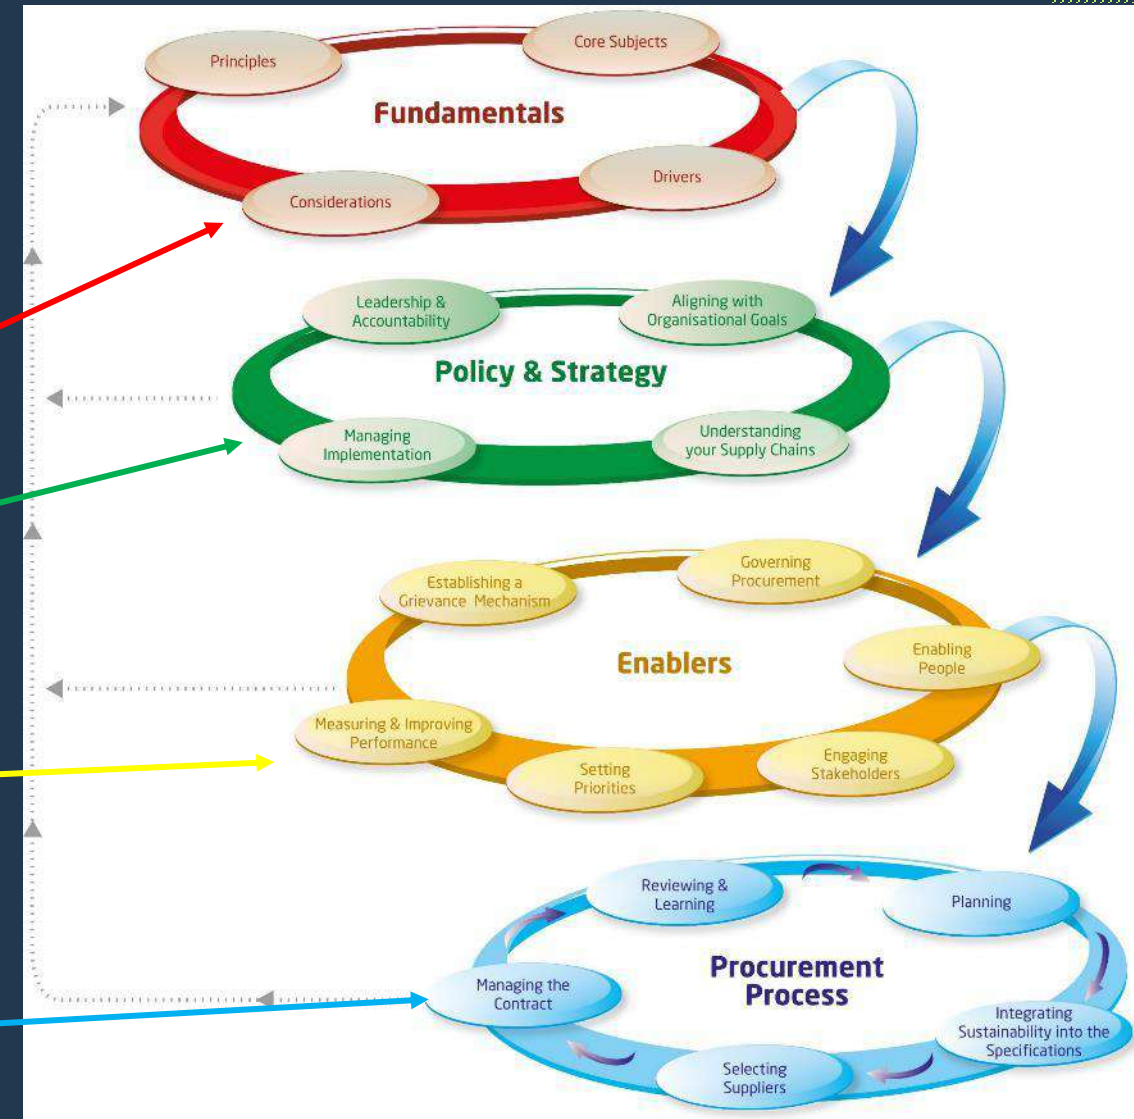 Principles
Core Subjects
Fundamentals
Considerations
Drivers
Leadership &
Accountability
Aligning with
Organisational Goals
Policy & Strategy
Managing
Implementation
Understanding
your Supply Chains
Establishing a
Grievance Mechanism
Governing
Procurement
Enablers
Enabling
People
Measuring & Improving
Performance
Setting
Priorities
Engaging
Stakeholders
Reviewing &
Learning
Planning
Procurement
Process
Managing the
Contract
Integrating
Sustainability into the
Specifications
Selecting
Suppliers